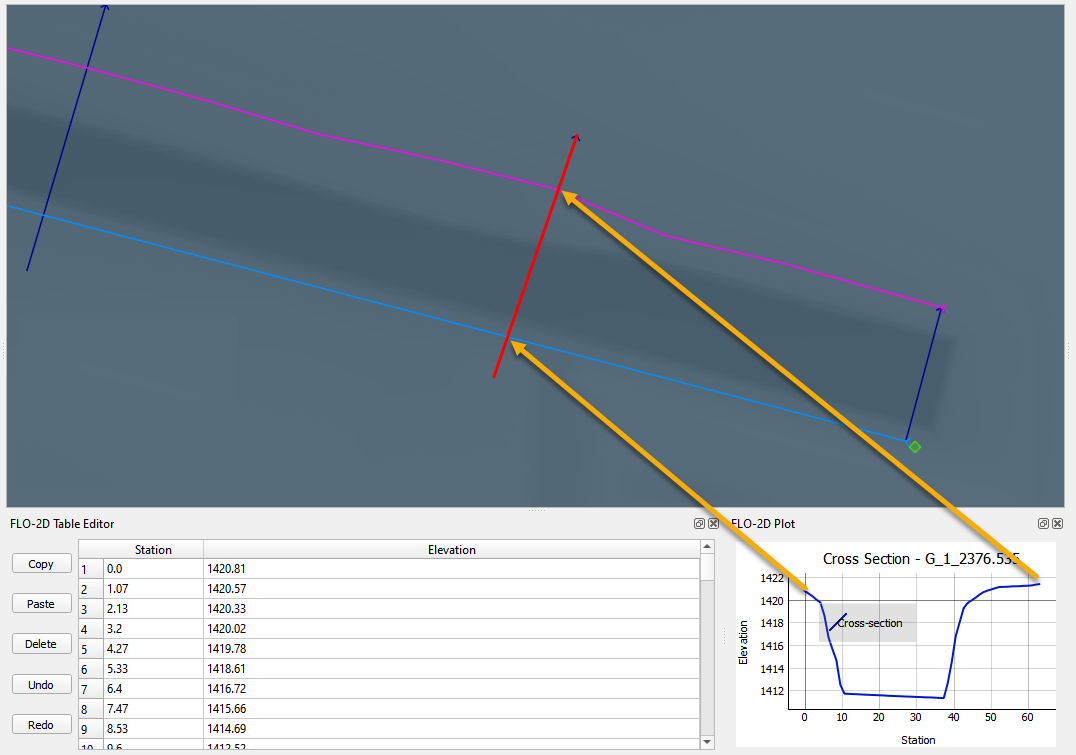 FLO-2D Table Editor
Copy
Paste
Delete
Undo
Redo
Station Elevation
1 0.0 1420.81
2 1.07 1420.57
3 2.13 1420.33
4 3.2 1420.02
5 4.27 1419.78
6 5.33 1418.61
7 6.4 1416.72
8 7.47 1415.66
9 8.53 1414.69
10 9.6 1412.52
FLO-2D Plot
Cross Section - G_1_2376.535
Elevation
1422
1420
1418
1416
1414
1412
Cross-section
0 10 20 30 40 50 60
Station